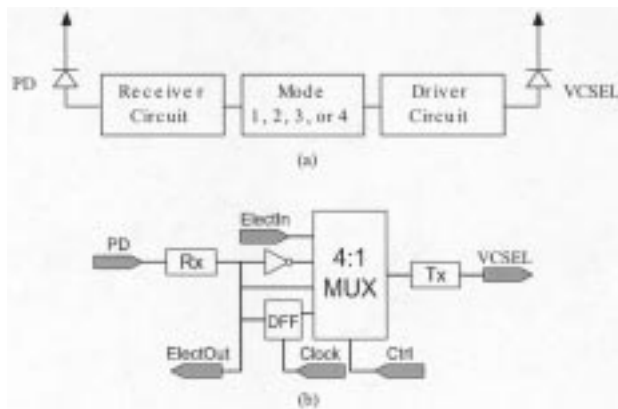 PD
Receiver Circuit
Mode 1, 2, 3, or 4
Driver Circuit
VCSEL
(a)
ElectIn
PD
Rx
4:1 MUX
Tx
VCSEL
DFF
ElectOut
Clock
Ctrl
(b)